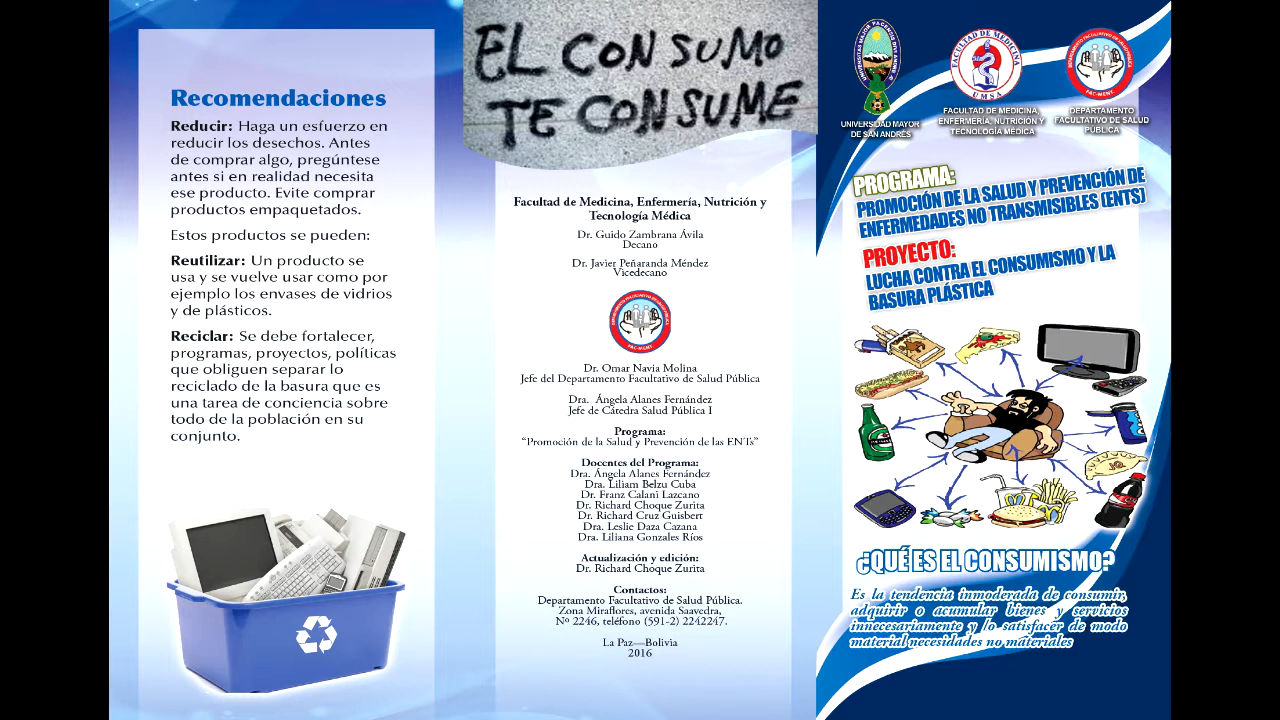 Recomendaciones
Reducir: Haga un esfuerzo en
reducir los desechos. Antes
de comprar algo, pregúntese
antes si en realidad necesita
ese producto. Evite comprar
productos empaquetados.
Estos productos se pueden:
Reutilizar: Un producto se
usa y se vuelve usar como por
ejemplo los envases de vidrios
y de plásticos.
Reciclar: Se debe fortalecer,
programas, proyectos, políticas
que obliguen separar lo
reciclado de la basura que es
una tarea de conciencia sobre
todo de la población en su
conjunto.
EL CONSUMO
TE CONSUME
Facultad de Medicina, Enfermería, Nutrición y
Tecnología Médica
Dr. Guido Zambrana Ávila
Decano
Dr. Javier Peñaranda Méndez
Vicedecano
Dr. Omar Navia Molina
Jefe del Departamento Facultativo de Salud Pública
Dra. Ángela Alanes Fernández
Jefe de Cátedra Salud Pública I
Programa:
“Promoción de la Salud y Prevención de las ENTs”
Docentes del Programa:
Dra. Ángela Alanes Fernández
Dra. Liliam Belzu Cuba
Dr. Franz Calani Lazcano
Dr. Richard Choque Zurita
Dr. Richard Cruz Guisbert
Dra. Leslie Daza Cazana
Dra. Liliana Gonzales Ríos
Actualización y edición:
Dr. Richard Choque Zurita
Contactos:
Departamento Facultativo de Salud Pública.
Zona Miraflores, avenida Saavedra,
Nº 2246, teléfono (591-2) 2242247.
La Paz—Bolivia
2016
FACULTAD DE MEDICINA
UMSA
UNIVERSIDAD MAYOR
DE SAN ANDRÉS
FACULTAD DE MEDICINA,
ENFERMERÍA, NUTRICIÓN Y
TECNOLOGÍA MÉDICA
DEPARTAMENTO
FACULTATIVO DE SALUD
PÚBLICA
PROGRAMA:
PROMOCIÓN DE LA SALUD Y PREVENCIÓN DE
ENFERMEDADES NO TRANSMISIBLES (ENTS)
PROYECTO:
LUCHA CONTRA EL CONSUMISMO Y LA
BASURA PLÁSTICA
¿QUÉ ES EL CONSUMISMO?
Es la tendencia inmoderada de consumir,
adquirir o acumular bienes y servicios
innecesariamente y /o satisfacer de modo
material necesidades no materiales